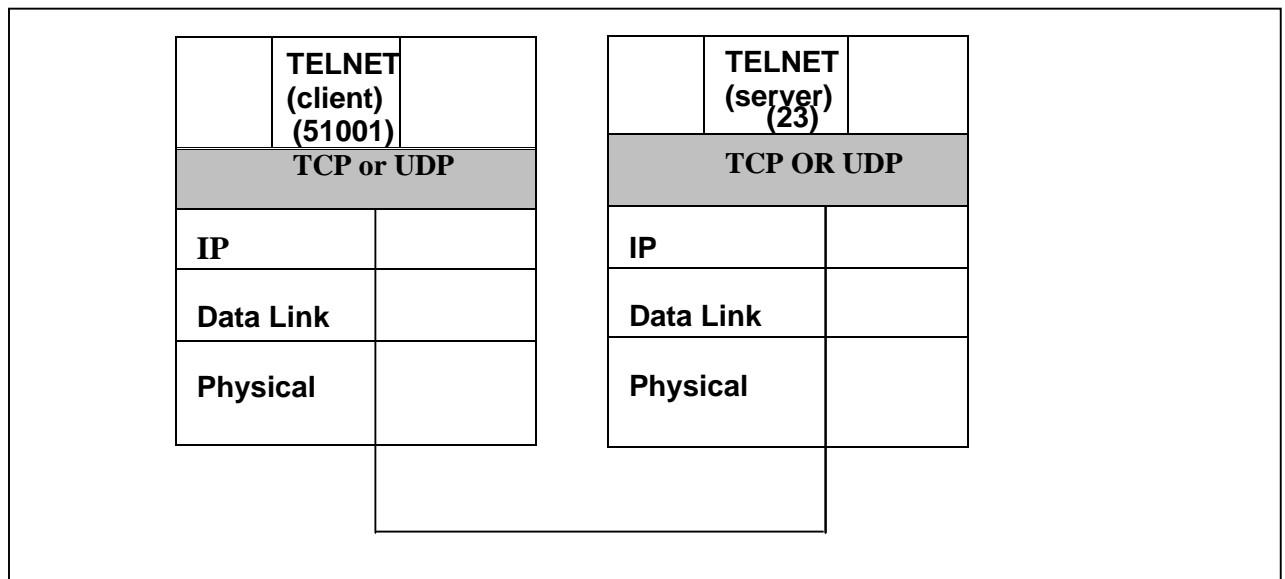 TELNET
(client)
(51001)
TCP or UDP
IP
Data Link
Physical
TELNET
(server)
(23)
TCP OR UDP
IP
Data Link
Physical